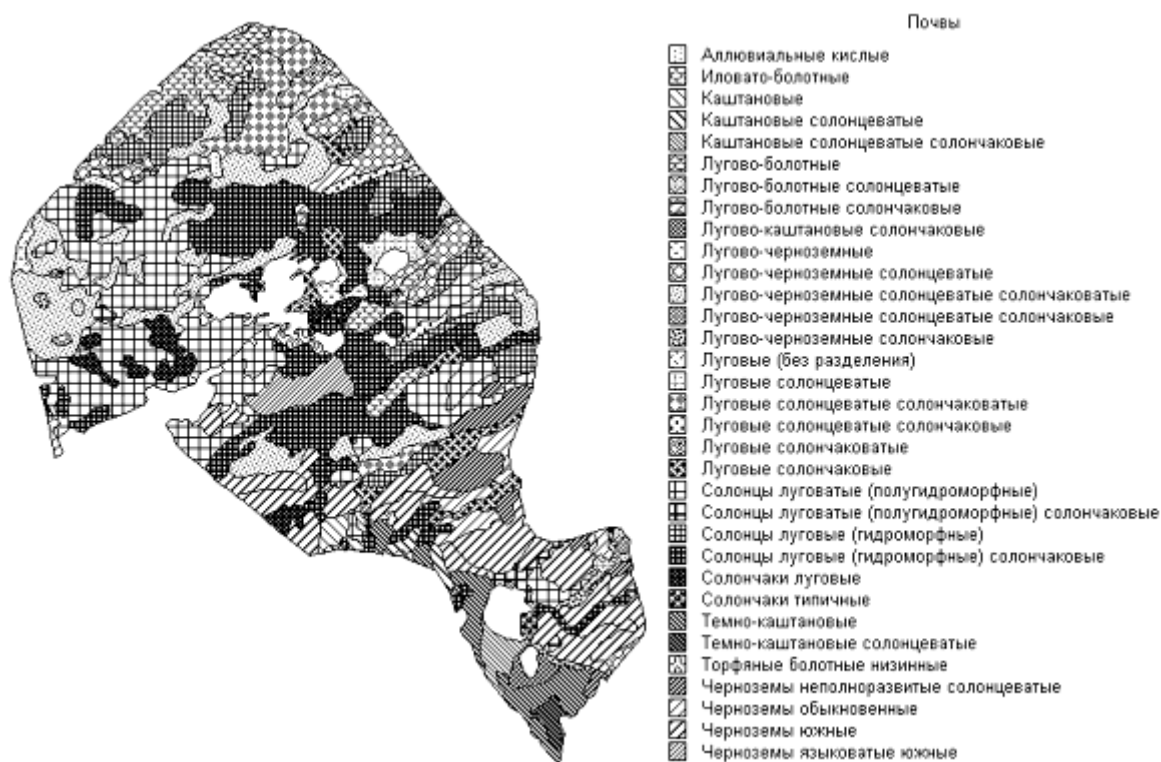 Почвы
Аллювиальные кислые
Иловато-болотные
Каштановые
Каштановые солонцеватые
Каштановые солонцеватые солончаковые
Лугово-болотные
Лугово-болотные солонцеватые
Лугово-болотные солончаковые
Лугово-каштановые солончаковые
Лугово-черноземные
Лугово-черноземные солонцеватые
Лугово-черноземные солонцеватые солончаковатые
Лугово-черноземные солонцеватые солончаковые
Лугово-черноземные солончаковые
Луговые (без разделения)
Луговые солонцеватые
Луговые солонцеватые солончаковатые
Луговые солонцеватые солончаковые
Луговые солончаковатые
Луговые солончаковые
Солонцы луговатые (полугидроморфные)
Солонцы луговатые (полугидроморфные) солончаковые
Солонцы луговые (гидроморфные)
Солонцы луговые (гидроморфные) солончаковые
Солончаки луговые
Солончаки типичные
Темно-каштановые
Темно-каштановые солонцеватые
Торфяные болотные низинные
Черноземы неполноразвитые солонцеватые
Черноземы обыкновенные
Черноземы южные
Черноземы языковатые южные